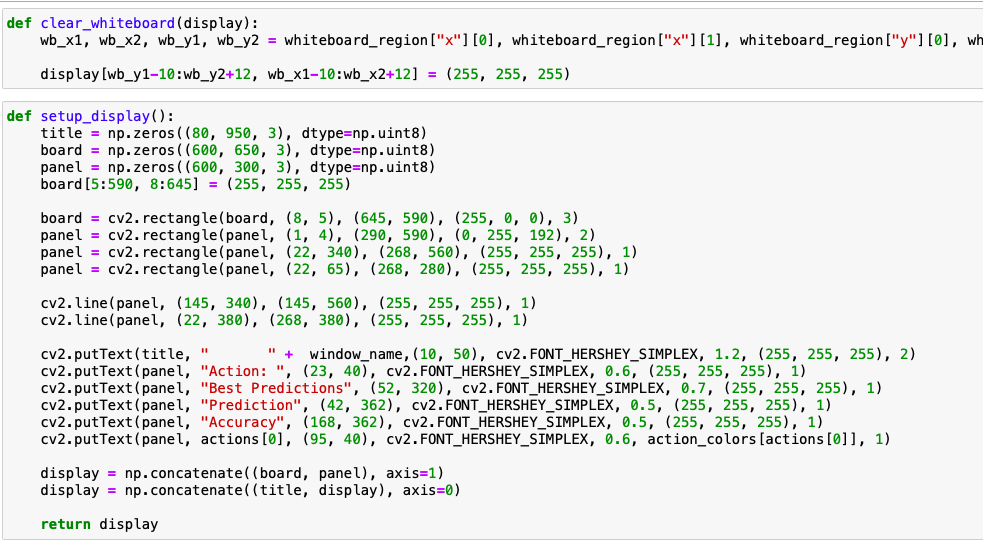 def clear_whiteboard(display):
    wb_x1, wb_x2, wb_y1, wb_y2 = whiteboard_region["x"][0], whiteboard_region["x"][1], whiteboard_region["y"][0], wh
    display[wb_y1-10:wb_y2+12, wb_x1-10:wb_x2+12] = (255, 255, 255)
def setup_display():
    title = np.zeros((80, 950, 3), dtype=np.uint8)
    board = np.zeros((600, 650, 3), dtype=np.uint8)
    panel = np.zeros((600, 300, 3), dtype=np.uint8)
    board[5:590, 8:645] = (255, 255, 255)
    board = cv2.rectangle(board, (8, 5), (645, 590), (255, 0, 0), 3)
    panel = cv2.rectangle(panel, (1, 4), (290, 590), (0, 255, 192), 2)
    panel = cv2.rectangle(panel, (22, 340), (268, 560), (255, 255, 255), 1)
    panel = cv2.rectangle(panel, (22, 65), (268, 280), (255, 255, 255), 1)
    cv2.line(panel, (145, 340), (145, 560), (255, 255, 255), 1)
    cv2.line(panel, (22, 380), (268, 380), (255, 255, 255), 1)
    cv2.putText(title, "       " +  window_name,(10, 50), cv2.FONT_HERSHEY_SIMPLEX, 1.2, (255, 255, 255), 2)
    cv2.putText(panel, "Action: ", (23, 40), cv2.FONT_HERSHEY_SIMPLEX, 0.6, (255, 255, 255), 1)
    cv2.putText(panel, "Best Predictions", (52, 320), cv2.FONT_HERSHEY_SIMPLEX, 0.7, (255, 255, 255), 1)
    cv2.putText(panel, "Prediction", (42, 362), cv2.FONT_HERSHEY_SIMPLEX, 0.5, (255, 255, 255), 1)
    cv2.putText(panel, "Accuracy", (168, 362), cv2.FONT_HERSHEY_SIMPLEX, 0.5, (255, 255, 255), 1)
    cv2.putText(panel, actions[0], (95, 40), cv2.FONT_HERSHEY_SIMPLEX, 0.6, action_colors[actions[0]], 1)
    display = np.concatenate((board, panel), axis=1)
    display = np.concatenate((title, display), axis=0)
    return display